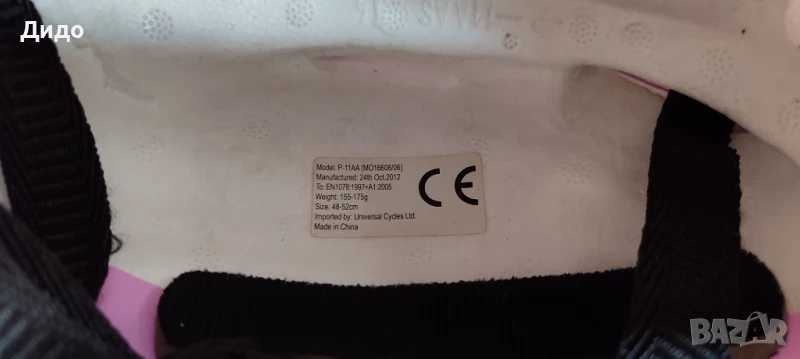 Дидо
Model: P-11AA (MO16608/06)
Manufactured: 24th Oct.2012
To: EN1078:1997+A1:2005
Weight: 155-175g
Size: 48-52cm
Imported by: Universal Cycles Ltd.
Made in China
CE
BAZAR